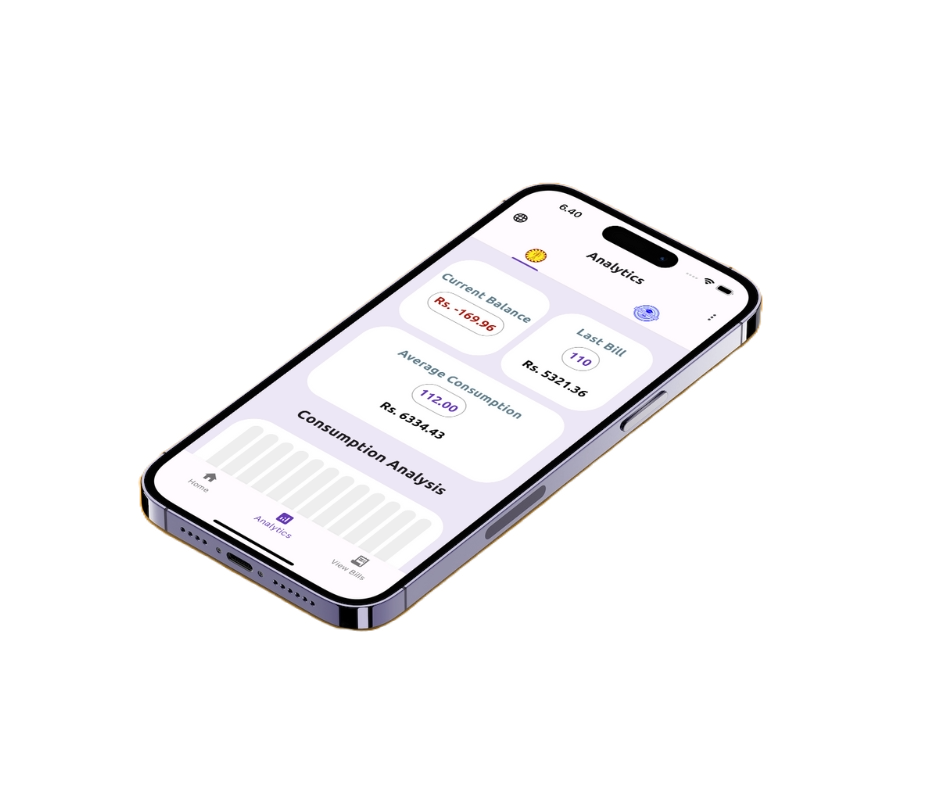 6.40
Analytics
Current Balance
Rs. -169.96
Last Bill
110
Rs. 5321.36
Average Consumption
112.00
Rs. 6334.43
Consumption Analysis
Home
Analytics
View Bills